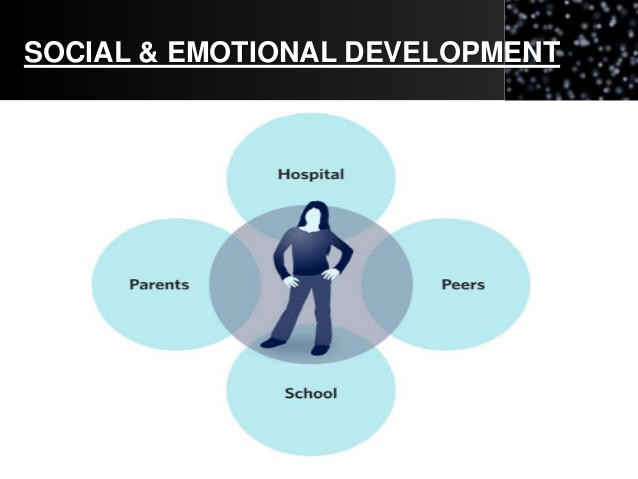 SOCIAL & EMOTIONAL DEVELOPMENT
Hospital
Parents
Peers
School